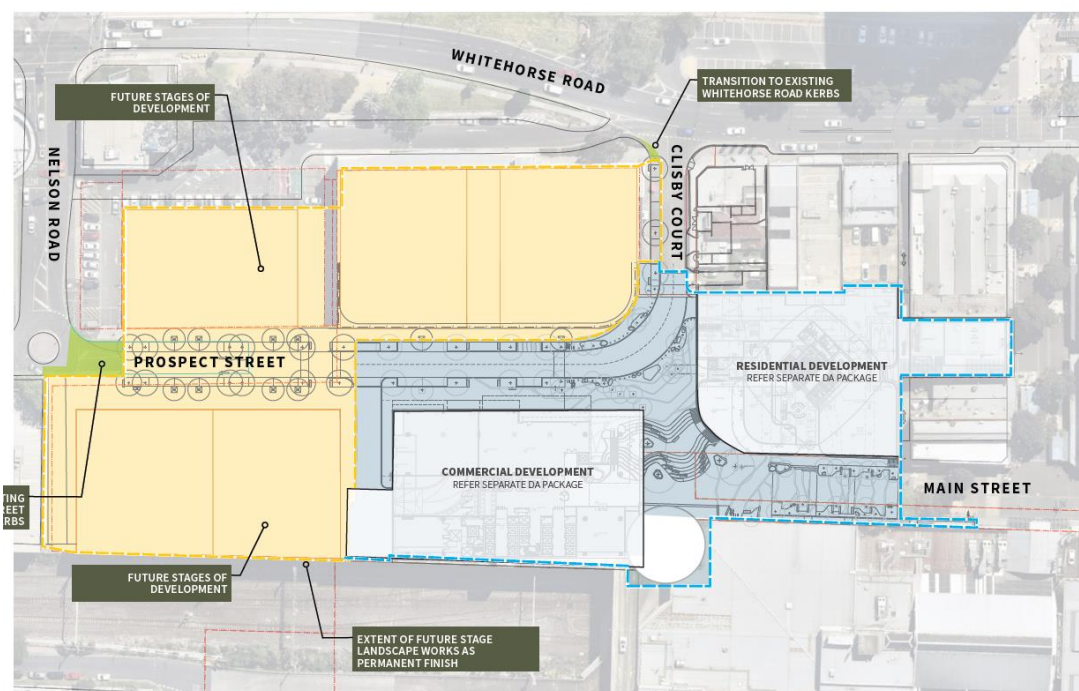 WHITEHORSE ROAD
TRANSITION TO EXISTING
WHITEHORSE ROAD KERBS
FUTURE STAGES OF
DEVELOPMENT
NELSON ROAD
CLISBY COURT
PROSPECT STREET
RESIDENTIAL DEVELOPMENT
REFER SEPARATE DA PACKAGE
COMMERCIAL DEVELOPMENT
REFER SEPARATE DA PACKAGE
MAIN STREET
TING
REET
RBS
FUTURE STAGES OF
DEVELOPMENT
EXTENT OF FUTURE STAGE
LANDSCAPE WORKS AS
PERMANENT FINISH